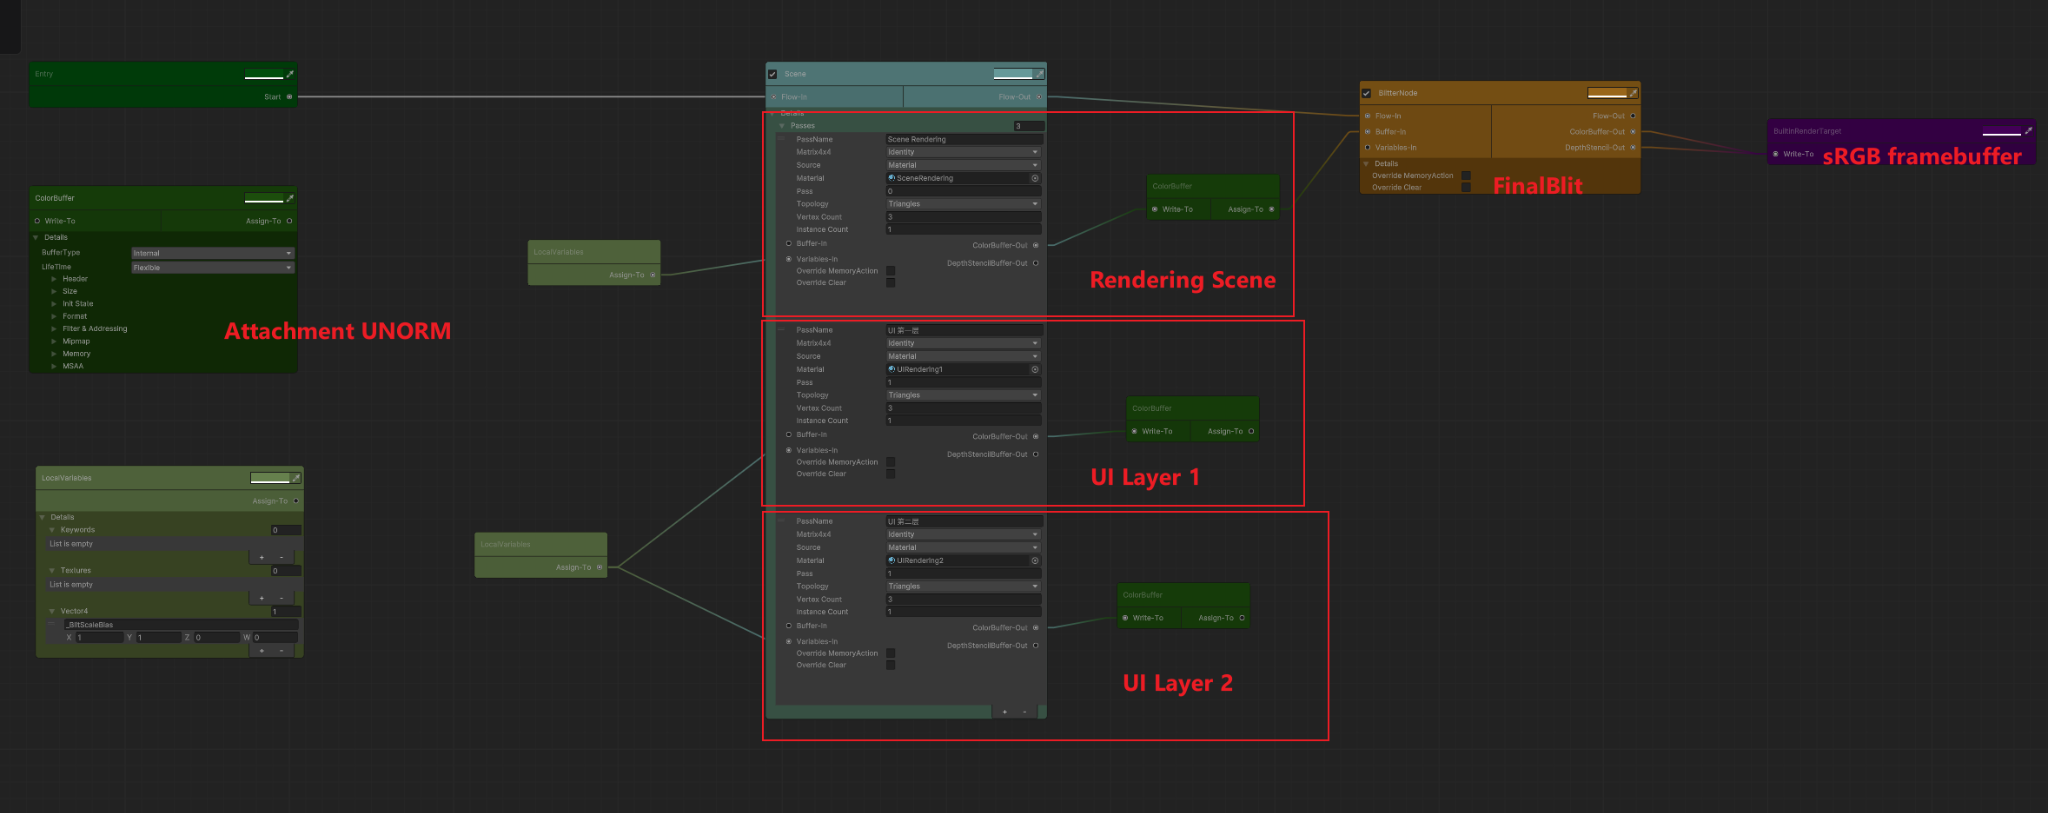 Entry
Start
ColorBuffer
Write-To
Assign-To
Details
BufferType
Internal
LifeTime
Flexible
Header
Size
Init State
Format
Filter & Addressing
Mipmap
Memory
MSAA
Attachment UNORM
LocalVariables
Assign-To
Details
Keywords
0
List is empty
+ -
Textures
0
List is empty
+ -
Vector4
1
_BlitScaleBias
X 1 Y 1 Z 0 W 0
+ -
LocalVariables
Assign-To
LocalVariables
Assign-To
Scene
Flow-In
Flow-Out
Details
Passes
3
PassName
Scene Rendering
Matrix4x4
Identity
Source
Material
Material
SceneRendering
Pass
0
Topology
Triangles
Vertex Count
3
Instance Count
1
Buffer-In
ColorBuffer-Out
Variables-In
DepthStencilBuffer-Out
Override MemoryAction
Override Clear
ColorBuffer
Write-To
Assign-To
Rendering Scene
PassName
UI 第一层
Matrix4x4
Identity
Source
Material
Material
UIRendering1
Pass
1
Topology
Triangles
Vertex Count
3
Instance Count
1
Buffer-In
ColorBuffer-Out
Variables-In
DepthStencilBuffer-Out
Override MemoryAction
Override Clear
ColorBuffer
Write-To
Assign-To
UI Layer 1
PassName
UI 第二层
Matrix4x4
Identity
Source
Material
Material
UIRendering2
Pass
1
Topology
Triangles
Vertex Count
3
Instance Count
1
Buffer-In
ColorBuffer-Out
Variables-In
DepthStencilBuffer-Out
Override MemoryAction
Override Clear
+ -
ColorBuffer
Write-To
Assign-To
UI Layer 2
BlitterNode
Flow-In
Flow-Out
Buffer-In
ColorBuffer-Out
Variables-In
DepthStencil-Out
Details
Override MemoryAction
Override Clear
FinalBlit
BuiltInRenderTarget
Write-To
sRGB framebuffer